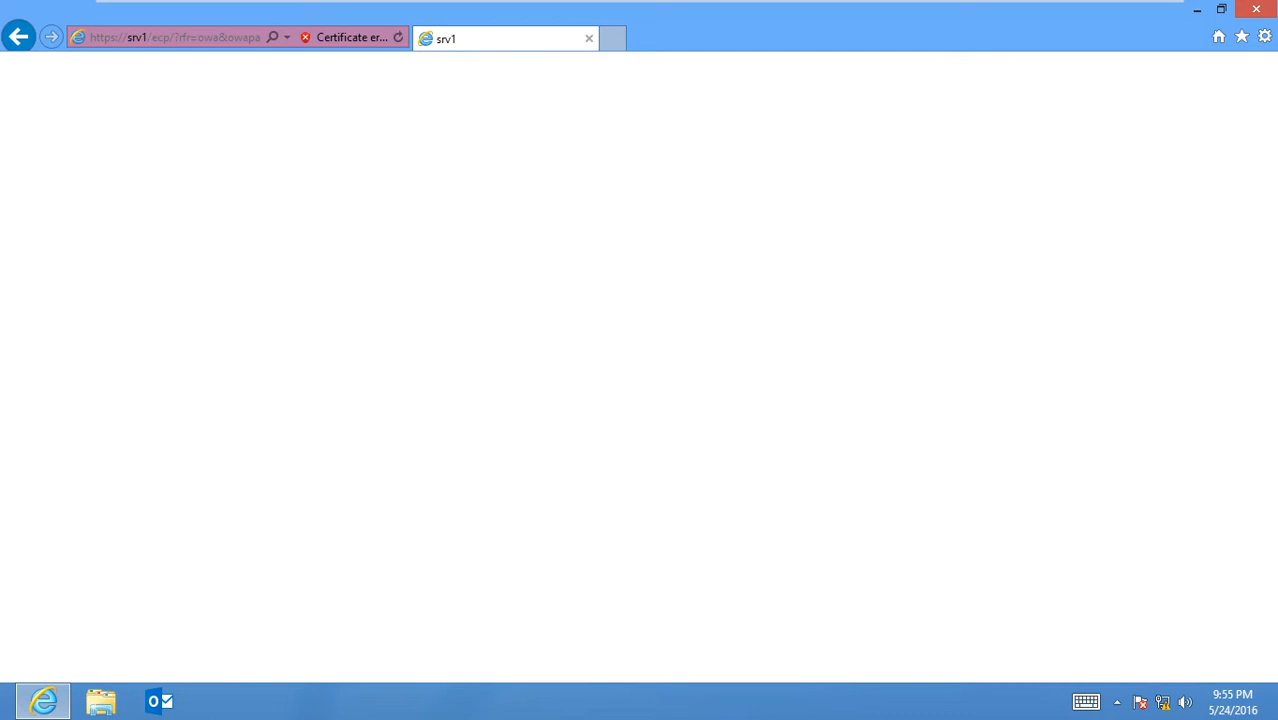 https://srv1/ecp/?rfr=owa&owapa
Certificate er...
srv1
9:55 PM
5/24/2016